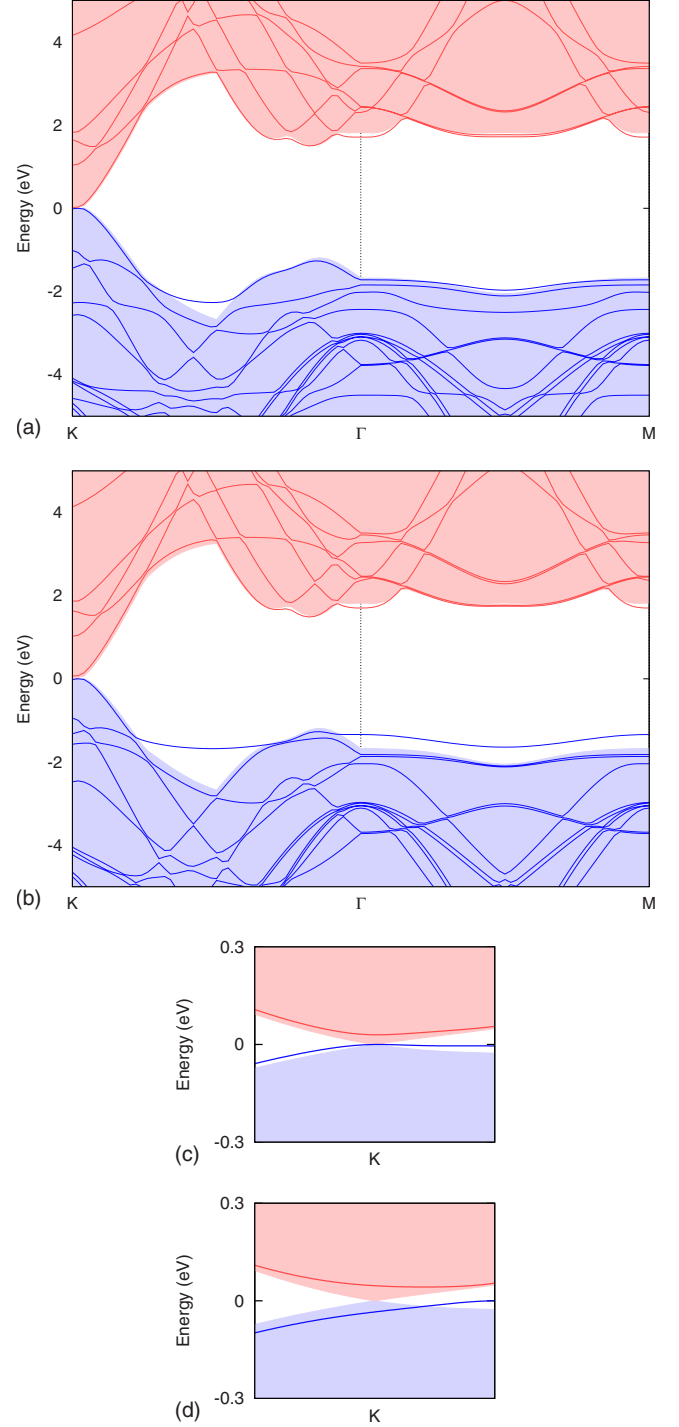 4
2
0
-2
-4
Energy (eV)
(a)
K Γ M
4
2
0
-2
-4
Energy (eV)
(b)
K Γ M
0.3
0
-0.3
Energy (eV)
(c)
K
0.3
0
-0.3
Energy (eV)
(d)
K